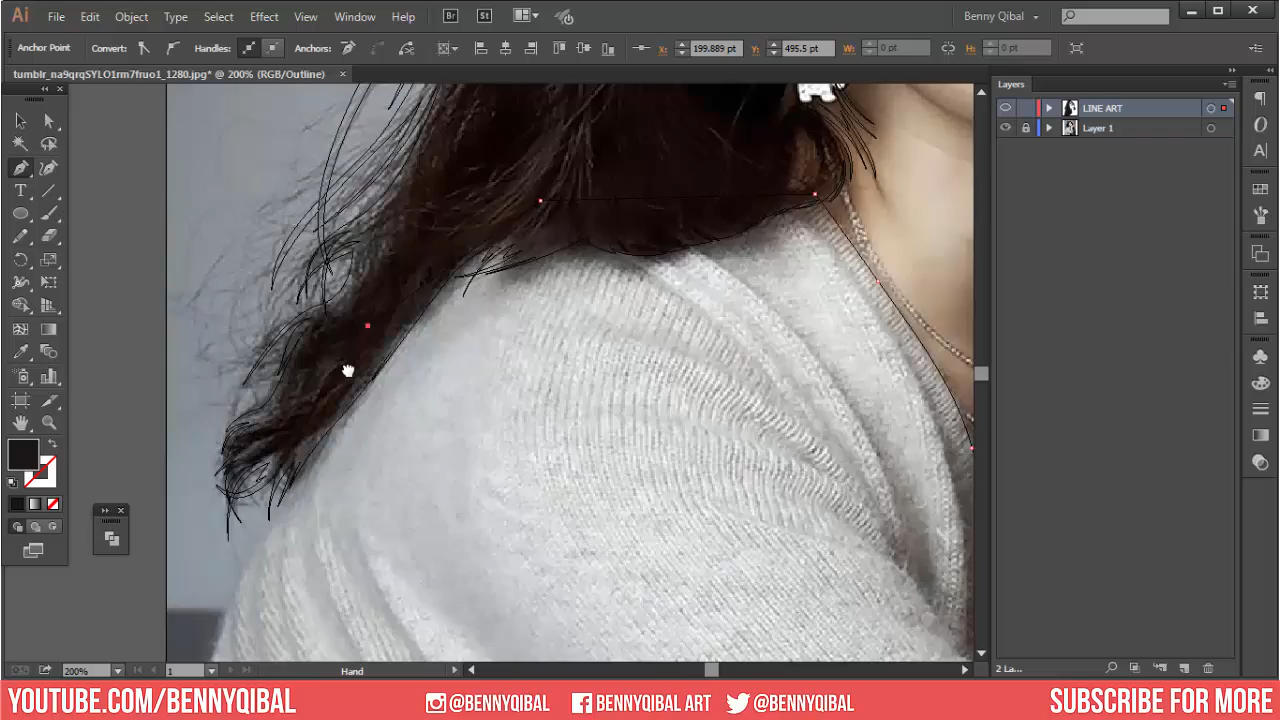 Ai File Edit Object Type Select Effect View Window Help Br St Benny Qibal
Anchor Point Convert: Handles: Anchors: X: 199.889 pt Y: 495.5 pt W: 0 pt H: 0 pt
tumblr_na9qrqSYLO1rm7fruo1_1280.jpg* @ 200% (RGB/Outline)
Layers
LINE ART
Layer 1
200% 1 Hand
2 La...
YOUTUBE.COM/BENNYQIBAL @BENNYQIBAL BENNYQIBAL ART @BENNYQIBAL SUBSCRIBE FOR MORE